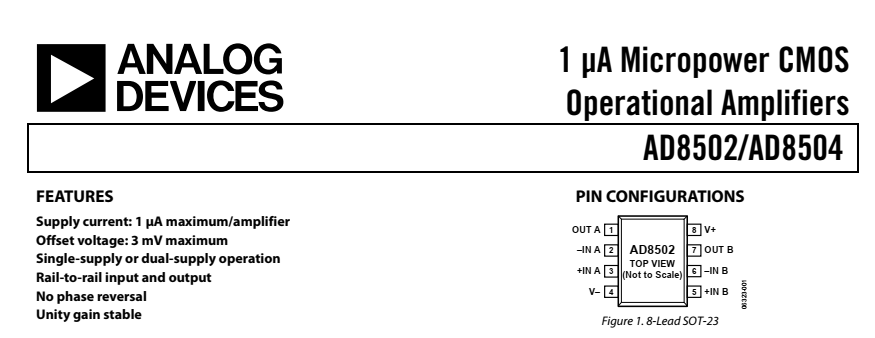 ANALOG
DEVICES
1 μA Micropower CMOS
Operational Amplifiers
AD8502/AD8504
FEATURES
Supply current: 1 μA maximum/amplifier
Offset voltage: 3 mV maximum
Single-supply or dual-supply operation
Rail-to-rail input and output
No phase reversal
Unity gain stable
PIN CONFIGURATIONS
OUT A 1 8 V+
–IN A 2 AD8502 7 OUT B
TOP VIEW
+IN A 3 (Not to Scale) 6 –IN B
V– 4 5 +IN B
06323-001
Figure 1. 8-Lead SOT-23